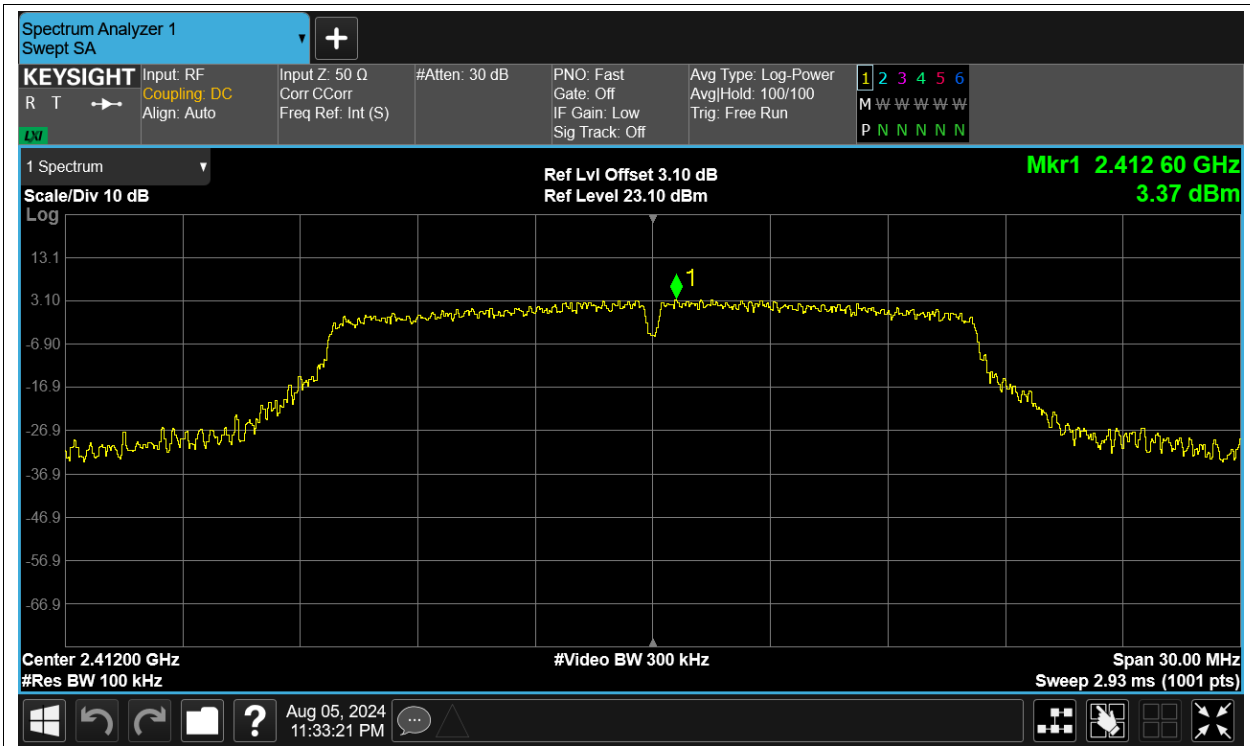 Spectrum Analyzer 1
Swept SA
KEYSIGHT
R T
LXI
Input: RF
Coupling: DC
Align: Auto
Input Z: 50 Ω
Corr CCorr
Freq Ref: Int (S)
#Atten: 30 dB
PNO: Fast
Gate: Off
IF Gain: Low
Sig Track: Off
Avg Type: Log-Power
Avg|Hold: 100/100
Trig: Free Run
1 2 3 4 5 6
M W W W W W
P N N N N N
1 Spectrum
Scale/Div 10 dB
Log
Ref Lvl Offset 3.10 dB
Ref Level 23.10 dBm
Mkr1 2.412 60 GHz
3.37 dBm
1
13.1
3.10
-6.90
-16.9
-26.9
-36.9
-46.9
-56.9
-66.9
Center 2.41200 GHz
#Res BW 100 kHz
#Video BW 300 kHz
Span 30.00 MHz
Sweep 2.93 ms (1001 pts)
?
Aug 05, 2024
11:33:21 PM